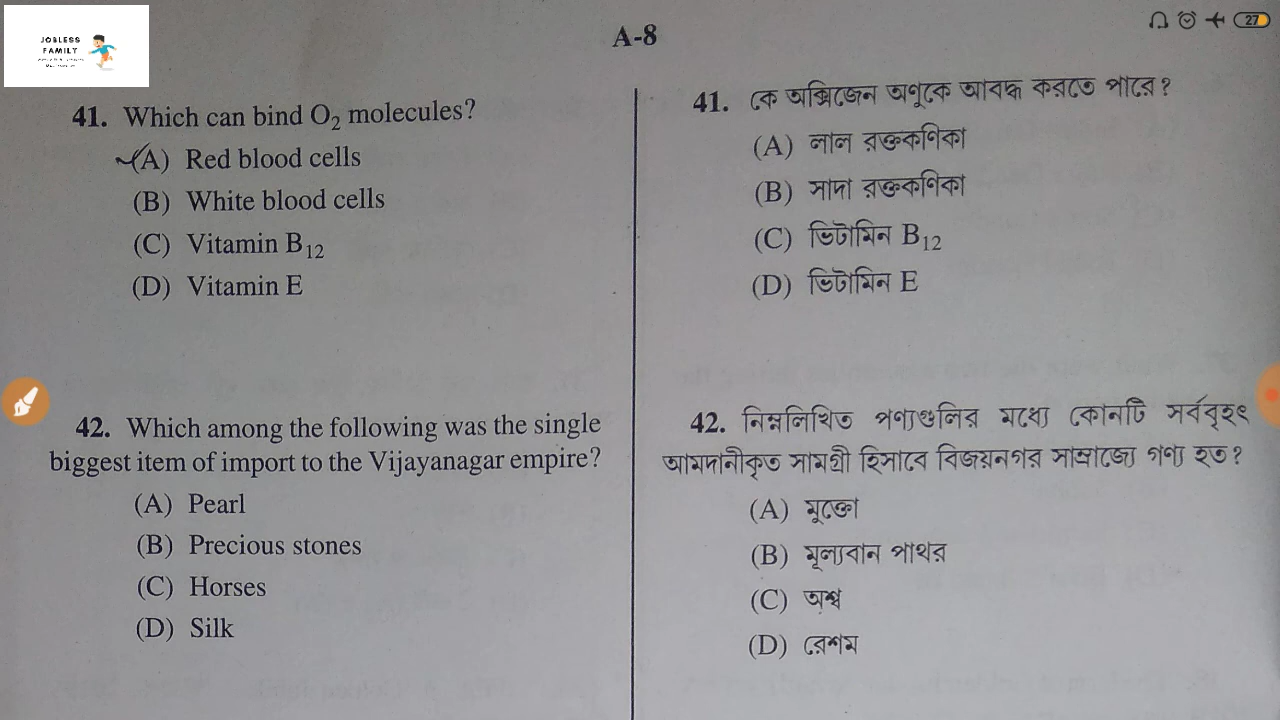 JOBLESS
FAMILY
27
A-8
41. Which can bind O₂ molecules?
(A) Red blood cells
(B) White blood cells
(C) Vitamin B₁₂
(D) Vitamin E
42. Which among the following was the single
biggest item of import to the Vijayanagar empire?
(A) Pearl
(B) Precious stones
(C) Horses
(D) Silk
41. কে অক্সিজেন অণুকে আবদ্ধ করতে পারে?
(A) লাল রক্তকণিকা
(B) সাদা রক্তকণিকা
(C) ভিটামিন B₁₂
(D) ভিটামিন E
42. নিম্নলিখিত পণ্যগুলির মধ্যে কোনটি সর্ববৃহৎ
আমদানীকৃত সামগ্রী হিসাবে বিজয়নগর সাম্রাজ্যে গণ্য হত?
(A) মুক্তো
(B) মূল্যবান পাথর
(C) অশ্ব
(D) রেশম